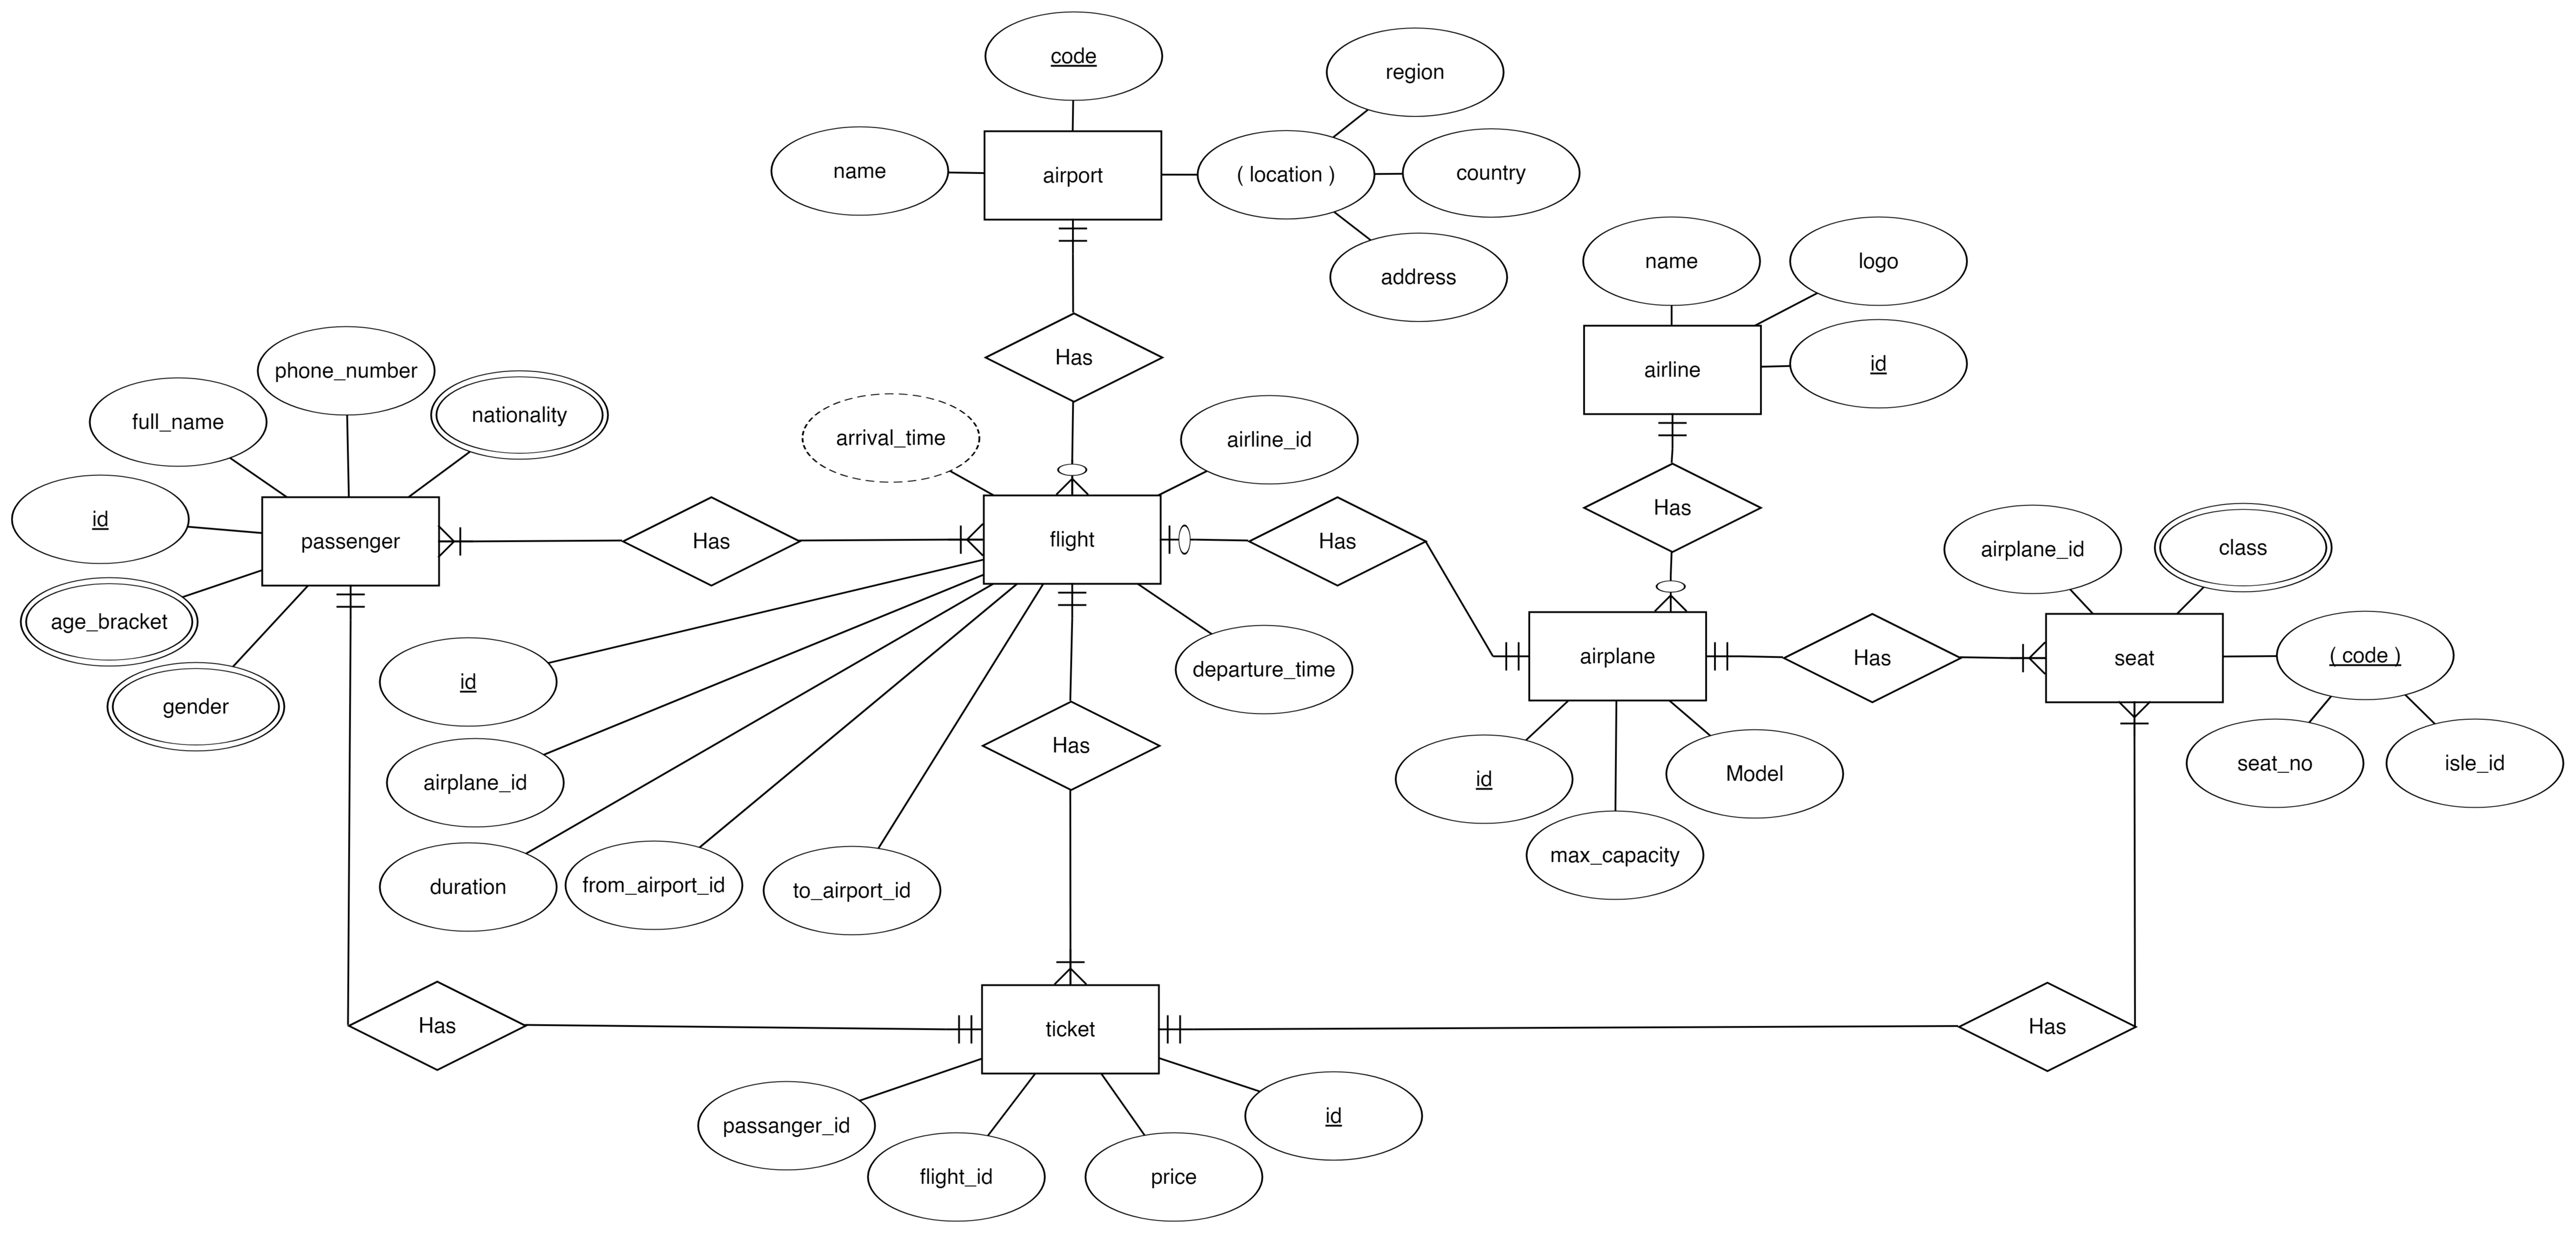 code
region
name
airport
( location )
country
address
name
logo
airline
id
Has
phone_number
nationality
full_name
arrival_time
airline_id
id
passenger
Has
flight
Has
Has
airplane_id
class
age_bracket
gender
id
departure_time
airplane
Has
seat
( code )
airplane_id
Has
id
Model
seat_no
isle_id
duration
from_airport_id
to_airport_id
max_capacity
Has
ticket
Has
passanger_id
flight_id
price
id